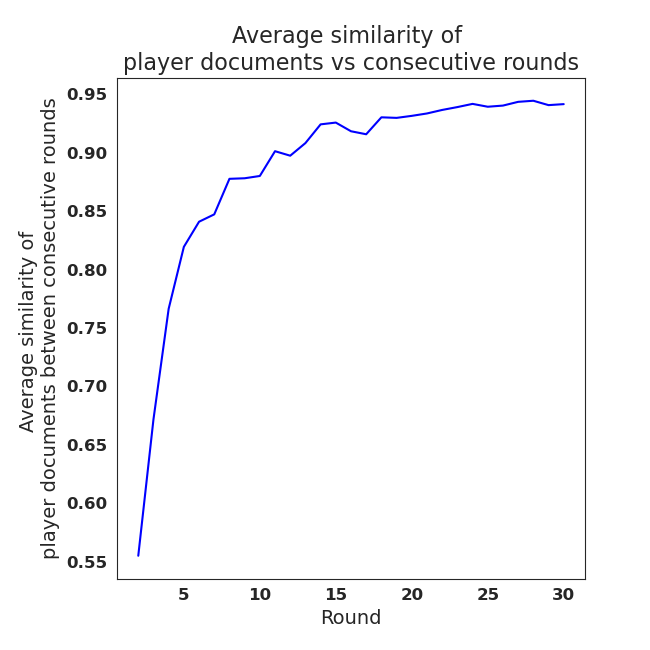 Average similarity of
player documents vs consecutive rounds
Average similarity of
player documents between consecutive rounds
0.95
0.90
0.85
0.80
0.75
0.70
0.65
0.60
0.55
5 10 15 20 25 30
Round